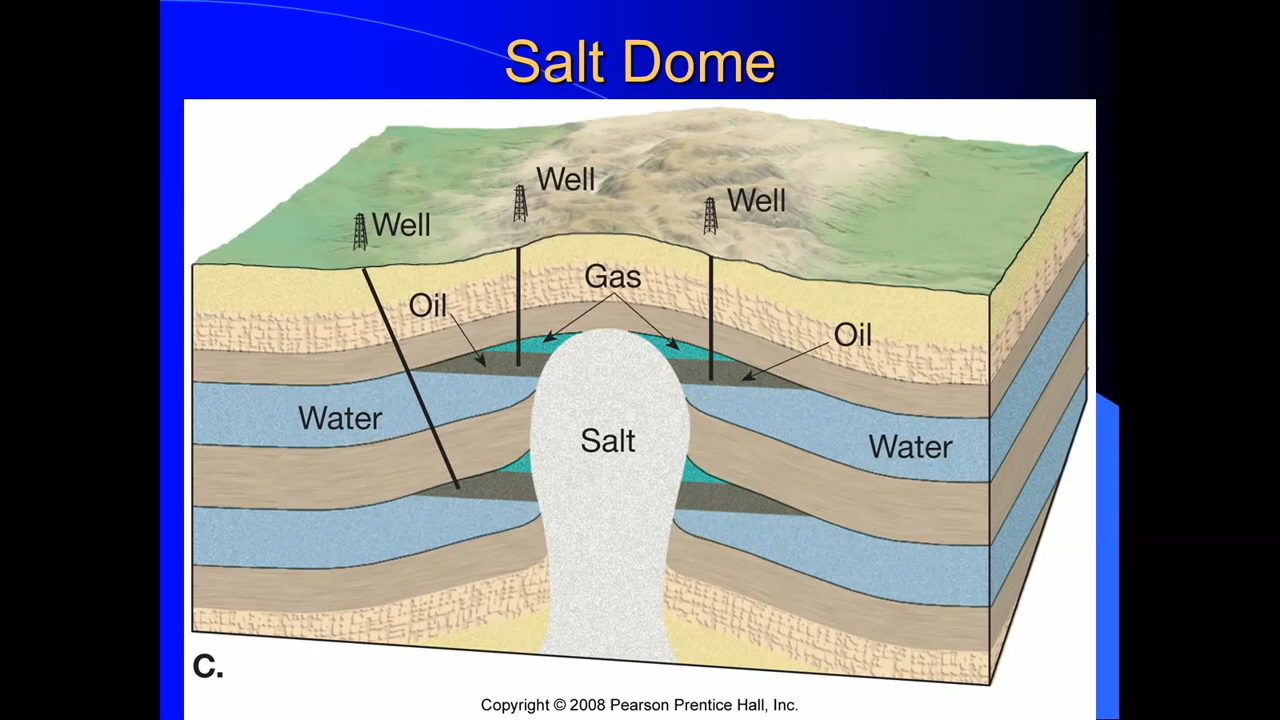 Salt Dome
Well
Well
Well
Gas
Oil
Oil
Water
Salt
Water
C.
Copyright © 2008 Pearson Prentice Hall, Inc.